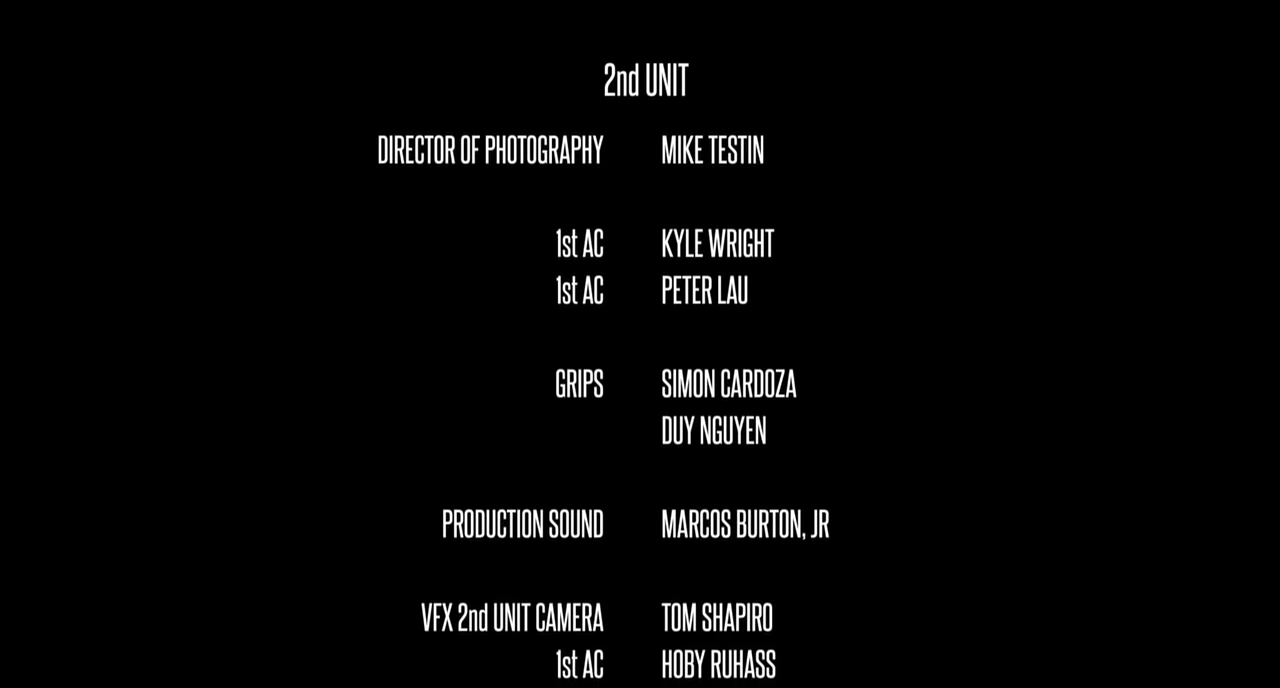 2nd UNIT
DIRECTOR OF PHOTOGRAPHY MIKE TESTIN
1st AC KYLE WRIGHT
1st AC PETER LAU
GRIPS SIMON CARDOZA
DUY NGUYEN
PRODUCTION SOUND MARCOS BURTON, JR
VFX 2nd UNIT CAMERA TOM SHAPIRO
1st AC HOBY RUHASS